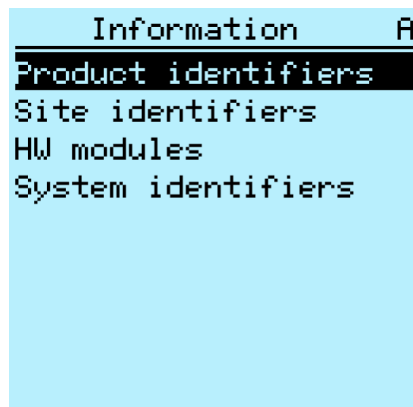 Information A
Product identifiers
Site identifiers
HW modules
System identifiers